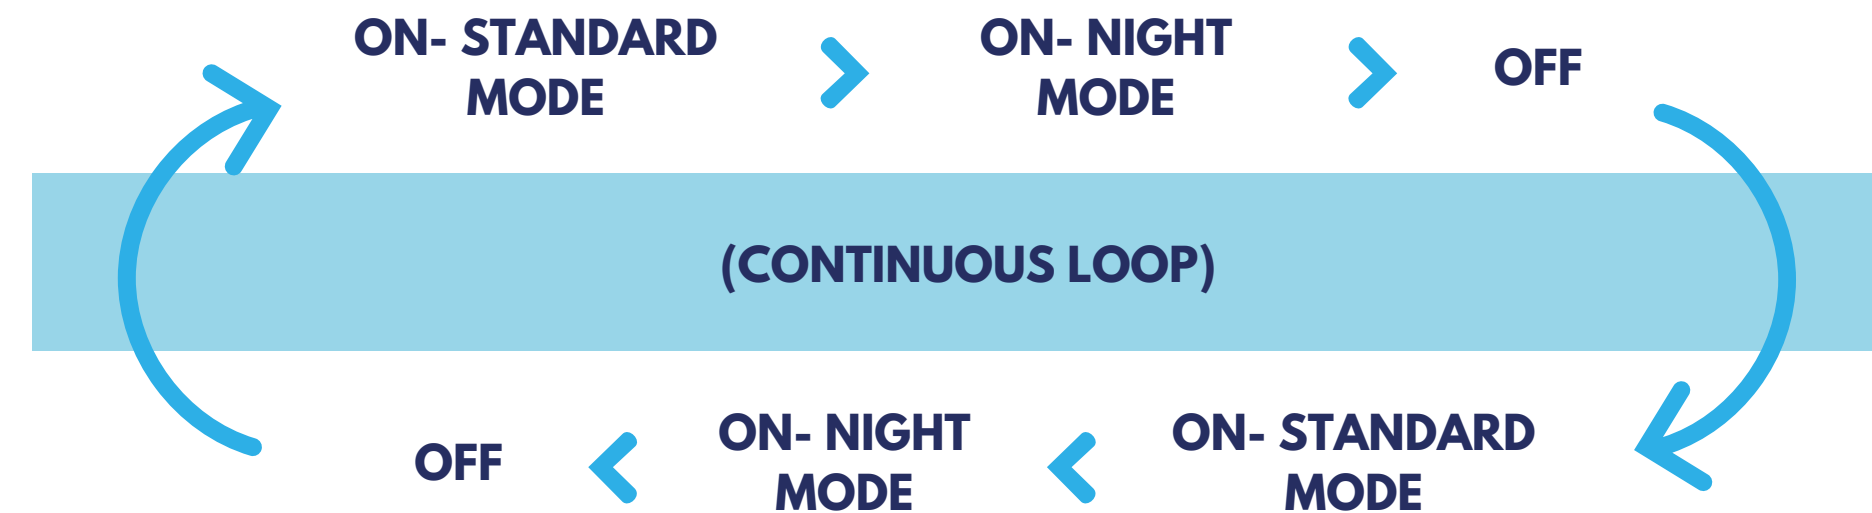 ON- STANDARD
MODE
ON- NIGHT
MODE
OFF
(CONTINUOUS LOOP)
OFF
ON- NIGHT
MODE
ON- STANDARD
MODE